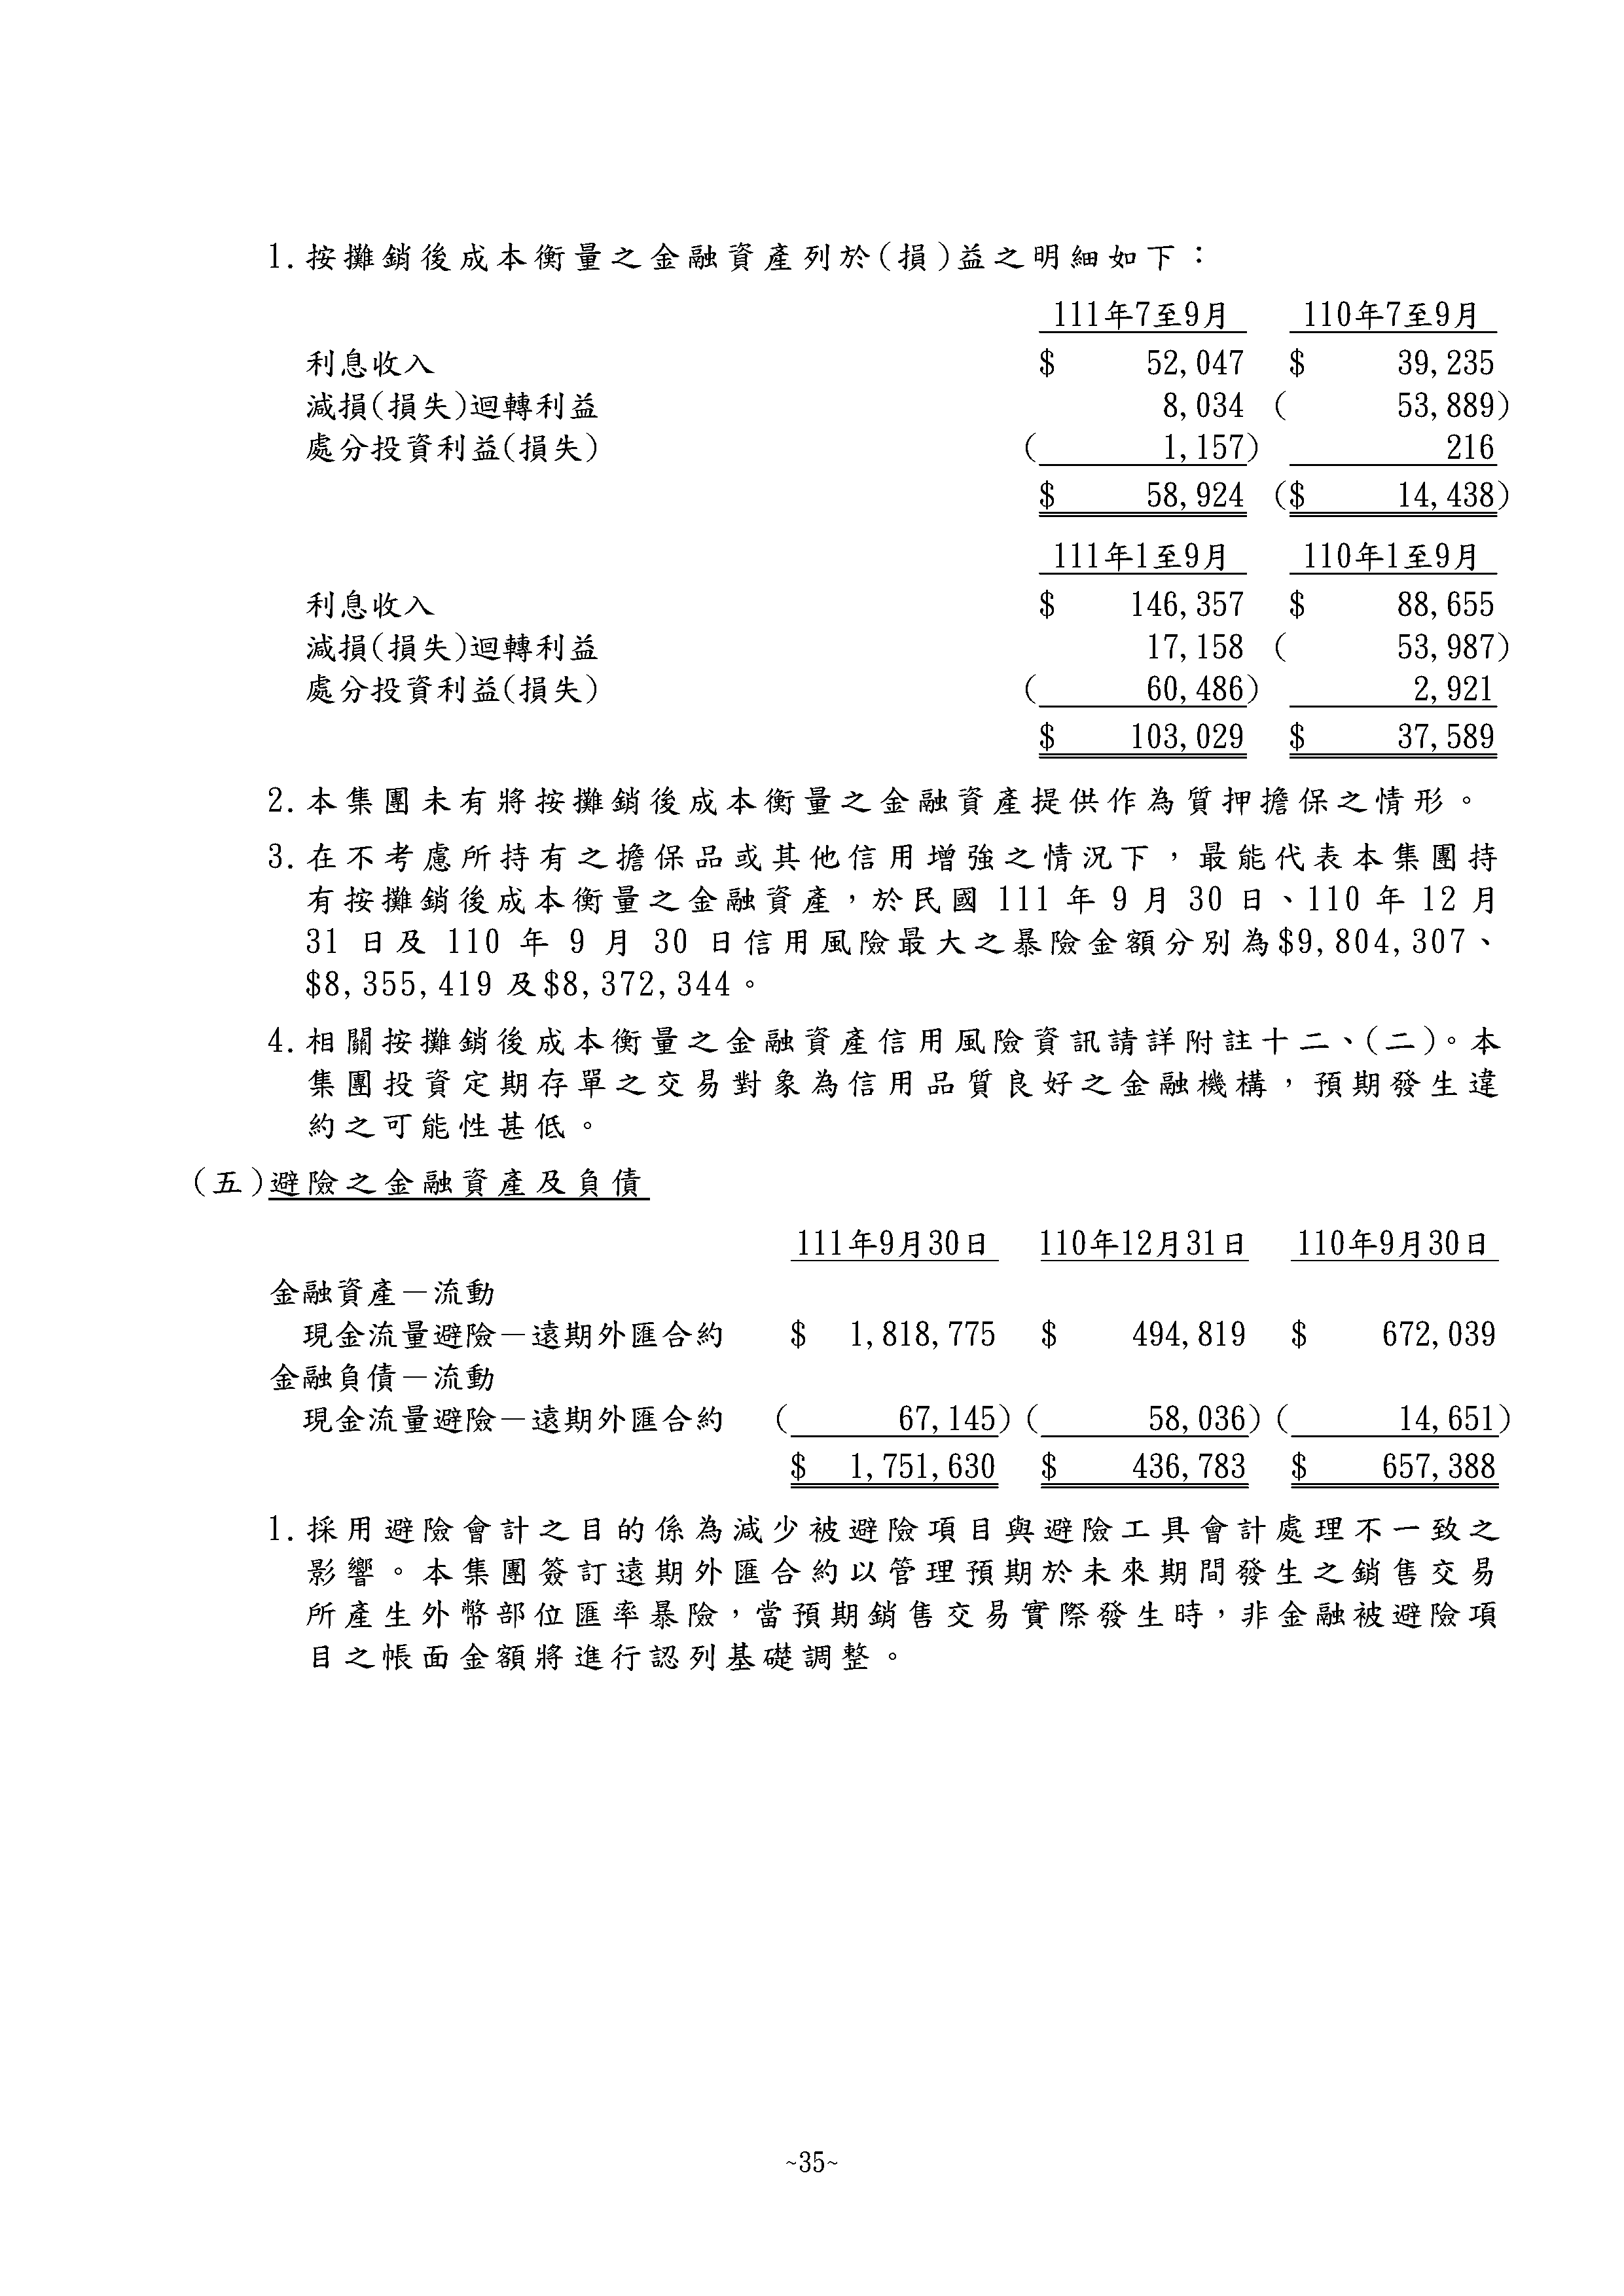 1.按攤銷後成本衡量之金融資產列於(損)益之明細如下：
111年7至9月 110年7至9月
利息收入 $ 52,047 $ 39,235
減損(損失)迴轉利益 8,034 ( 53,889)
處分投資利益(損失) ( 1,157) 216
$ 58,924 ($ 14,438)
111年1至9月 110年1至9月
利息收入 $ 146,357 $ 88,655
減損(損失)迴轉利益 17,158 ( 53,987)
處分投資利益(損失) ( 60,486) 2,921
$ 103,029 $ 37,589
2.本集團未有將按攤銷後成本衡量之金融資產提供作為質押擔保之情形。
3.在不考慮所持有之擔保品或其他信用增強之情況下，最能代表本集團持
有按攤銷後成本衡量之金融資產，於民國 111 年 9 月 30 日、110 年 12 月
31 日及 110 年 9 月 30 日信用風險最大之暴險金額分別為$9,804,307、
$8,355,419 及$8,372,344。
4.相關按攤銷後成本衡量之金融資產信用風險資訊請詳附註十二、(二)。本
集團投資定期存單之交易對象為信用品質良好之金融機構，預期發生違
約之可能性甚低。
(五)避險之金融資產及負債
111年9月30日 110年12月31日 110年9月30日
金融資產－流動
現金流量避險－遠期外匯合約 $ 1,818,775 $ 494,819 $ 672,039
金融負債－流動
現金流量避險－遠期外匯合約 ( 67,145) ( 58,036) ( 14,651)
$ 1,751,630 $ 436,783 $ 657,388
1.採用避險會計之目的係為減少被避險項目與避險工具會計處理不一致之
影響。本集團簽訂遠期外匯合約以管理預期於未來期間發生之銷售交易
所產生外幣部位匯率暴險，當預期銷售交易實際發生時，非金融被避險項
目之帳面金額將進行認列基礎調整。
~35~